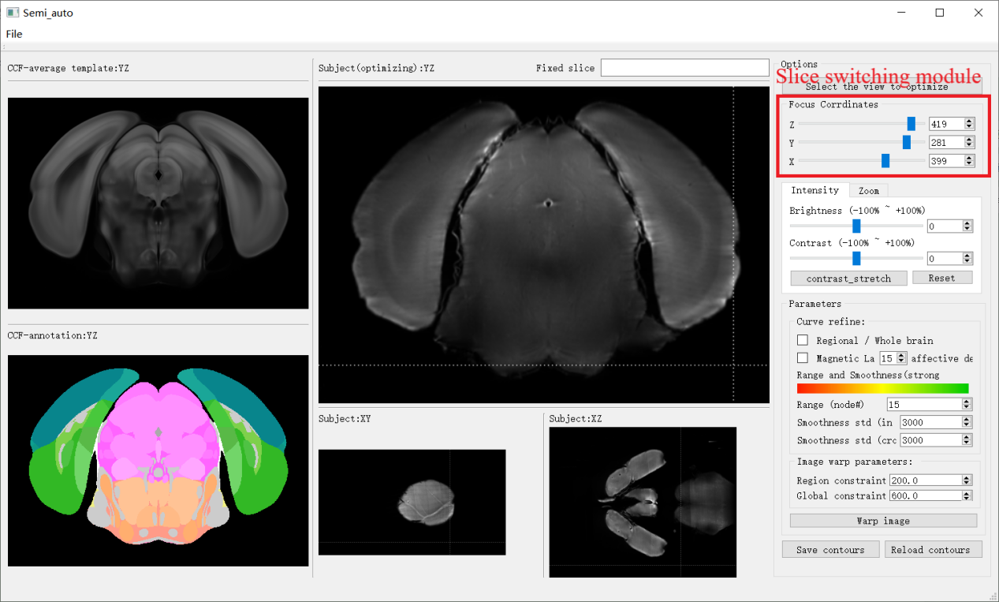 Semi_auto
File
CCF-average template:YZ
Subject(optimizing):YZ
Fixed slice
Options
Slice switching module
Select the view to optimize
Focus Corrdinates
Z 419
Y 281
X 399
Intensity Zoom
Brightness (-100% ~ +100%)
0
Contrast (-100% ~ +100%)
0
contrast_stretch Reset
Parameters
Curve refine:
Regional / Whole brain
Magnetic La 15 affective de
Range and Smoothness(strong
Range (node#) 15
Smoothness std (in 3000
Smoothness std (crc 3000
Image warp parameters:
Region constraint 200.0
Global constraint 600.0
Warp image
Save contours Reload contours
CCF-annotation:YZ
Subject:XY
Subject:XZ